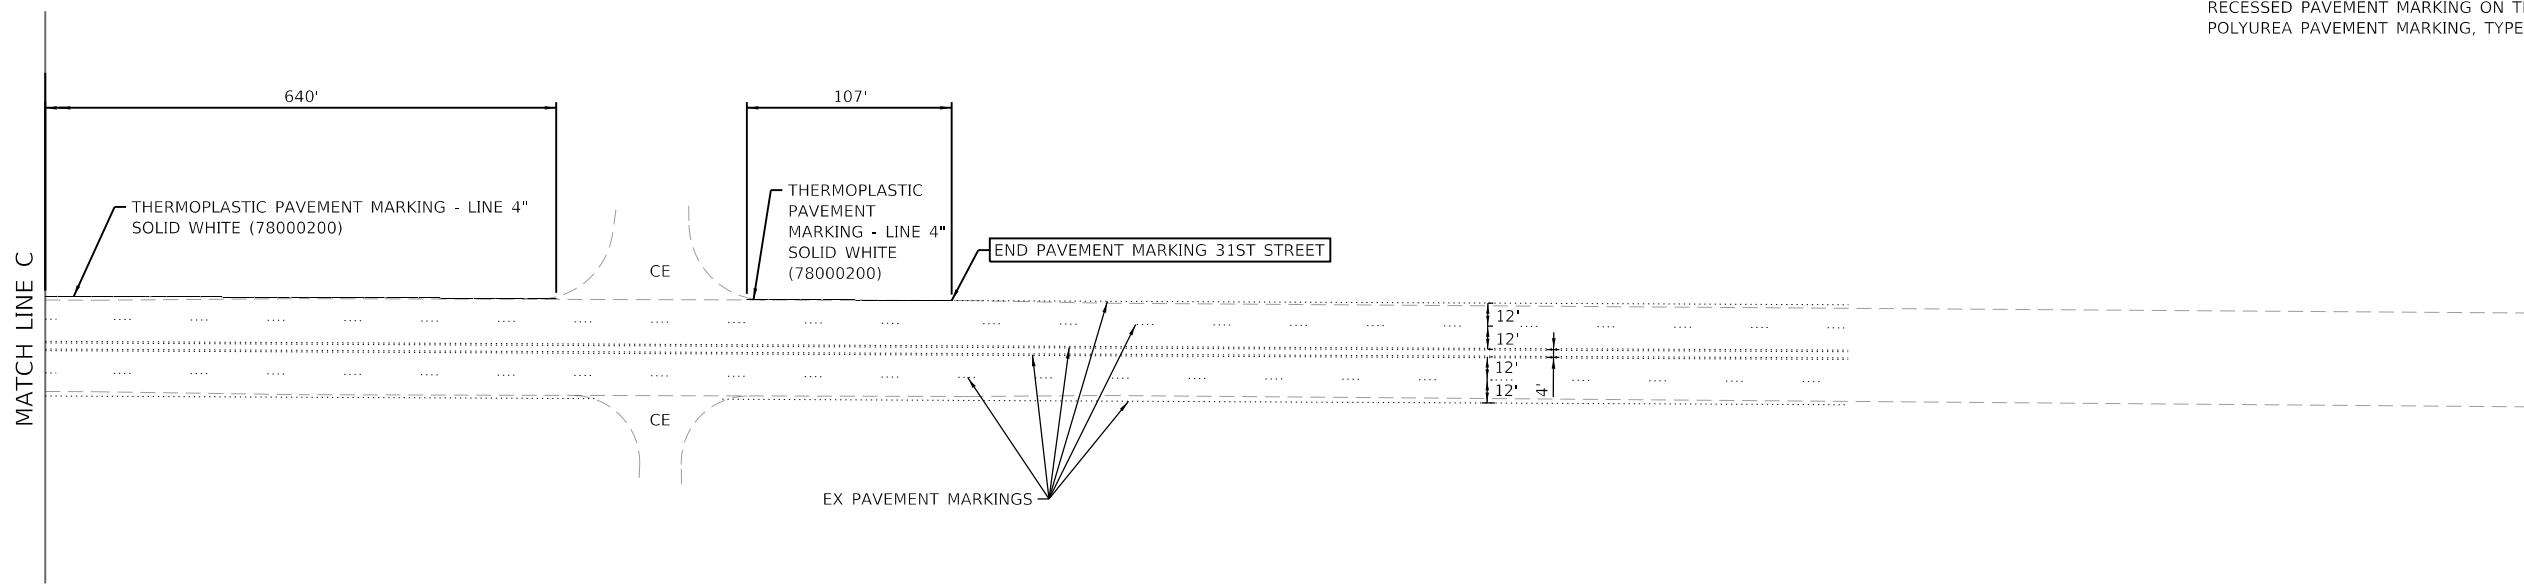 RECESSED PAVEMENT MARKING ON
POLYUREA PAVEMENT MARKING, TYPE
640'
107'
THERMOPLASTIC PAVEMENT MARKING - LINE 4"
SOLID WHITE (78000200)
THERMOPLASTIC
PAVEMENT
MARKING - LINE 4"
SOLID WHITE
(78000200)
END PAVEMENT MARKING 31ST STREET
MATCH LINE C
CE
CE
12'
12'
12'
12'
4'
EX PAVEMENT MARKINGS